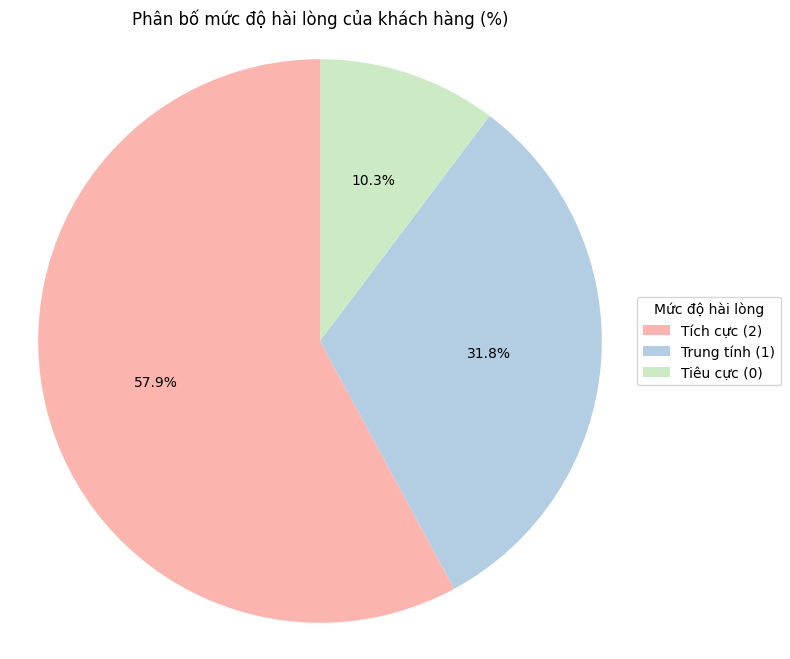 Phân bố mức độ hài lòng của khách hàng (%)
10.3%
31.8%
57.9%
Mức độ hài lòng
Tích cực (2)
Trung tính (1)
Tiêu cực (0)